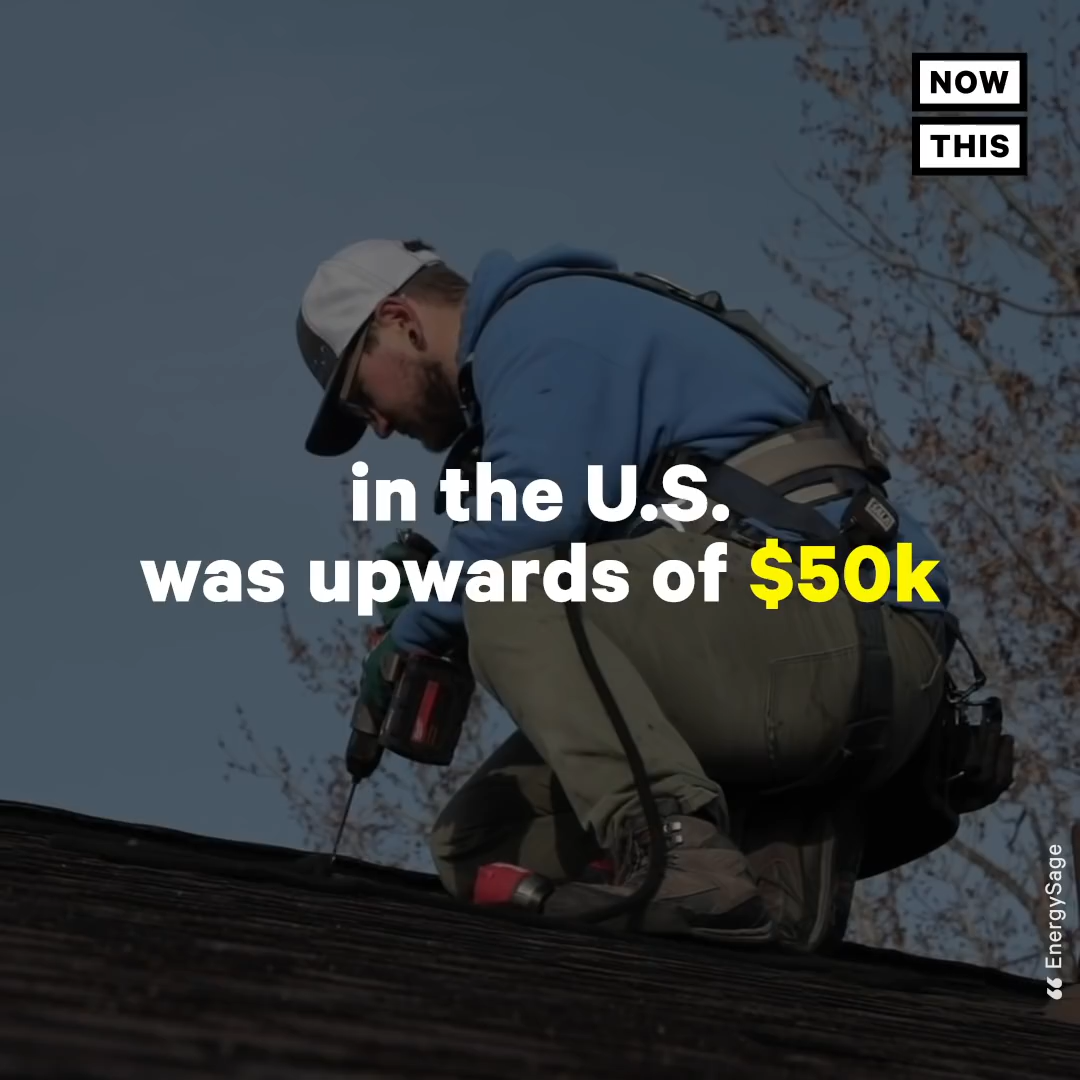 NOW
THIS
in the U.S.
was upwards of $50k
❝ EnergySage